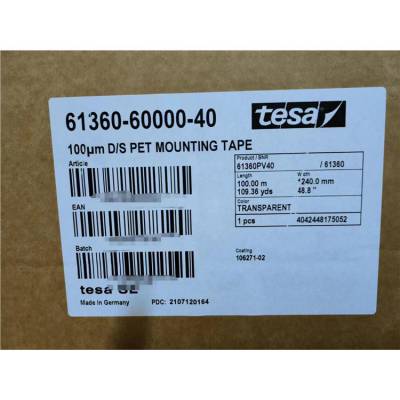 61360-60000-40
tesa
100µm D/S PET MOUNTING TAPE
Article
Product / BNR
61360PV40 / 61360
Length
100.00 m
109.36 yds
Width
*240.0 mm
48.8 "
Color
TRANSPARENT
1 pcs 4042448175052
EAN
Batch
Coating
106271-02
tesa SE
Made in Germany PDC: 2107120164